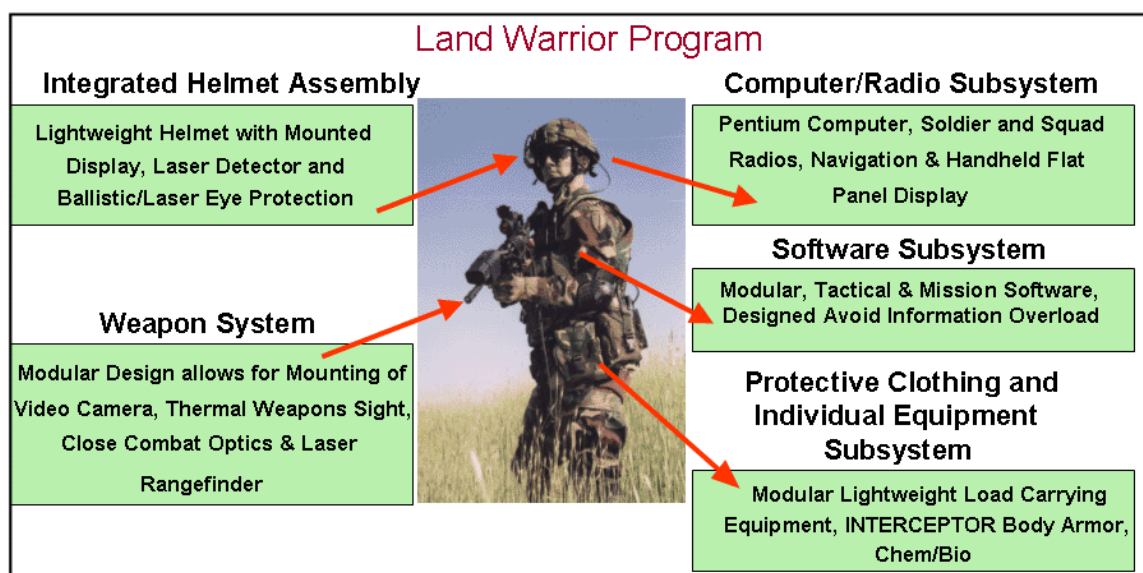 Land Warrior Program
Integrated Helmet Assembly
Lightweight Helmet with Mounted
Display, Laser Detector and
Ballistic/Laser Eye Protection
Weapon System
Modular Design allows for Mounting of
Video Camera, Thermal Weapons Sight,
Close Combat Optics & Laser
Rangefinder
Computer/Radio Subsystem
Pentium Computer, Soldier and Squad
Radios, Navigation & Handheld Flat
Panel Display
Software Subsystem
Modular, Tactical & Mission Software,
Designed Avoid Information Overload
Protective Clothing and
Individual Equipment
Subsystem
Modular Lightweight Load Carrying
Equipment, INTERCEPTOR Body Armor,
Chem/Bio